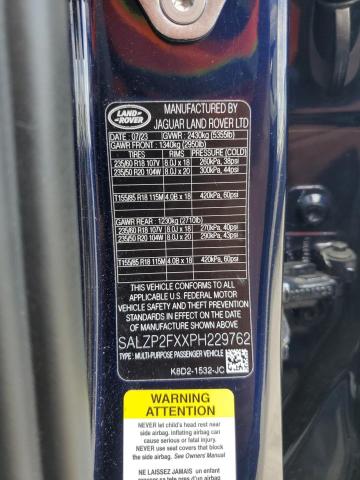 LAND ROVER
MANUFACTURED BY
JAGUAR LAND ROVER LTD
DATE : 07/23 GVWR : 2430kg (5355lb)
GAWR FRONT : 1340kg (2950lb)
TIRES RIMS PRESSURE (COLD)
235/60 R18 107V 8.0J x 18 260kPa, 38psi
235/50 R20 104W 8.0J x 20 300kPa, 44psi
T155/85 R18 115M 4.0B x 18 420kPa, 60psi
GAWR REAR : 1230kg (2710lb)
235/60 R18 107V 8.0J x 18 270kPa, 40psi
235/50 R20 104W 8.0J x 20 290kPa, 43psi
T155/85 R18 115M 4.0B x 18 420kPa, 60psi
THIS VEHICLE CONFORMS TO ALL
APPLICABLE U.S. FEDERAL MOTOR
VEHICLE SAFETY AND THEFT
PREVENTION STANDARDS IN EFFECT
ON THE DATE OF MANUFACTURE
SHOWN ABOVE.
SALZP2FXXPH229762
TYPE : MULTI-PURPOSE PASSENGER VEHICLE
K8D2-1532-JC
WARNING
ATTENTION
NEVER let child's head rest near
side airbag. inflating airbag can
cause serious or fatal injury.
NEVER use seat covers that may
block side airbag. See Owners Manual
NE LAISSEZ JAMAIS un enfant